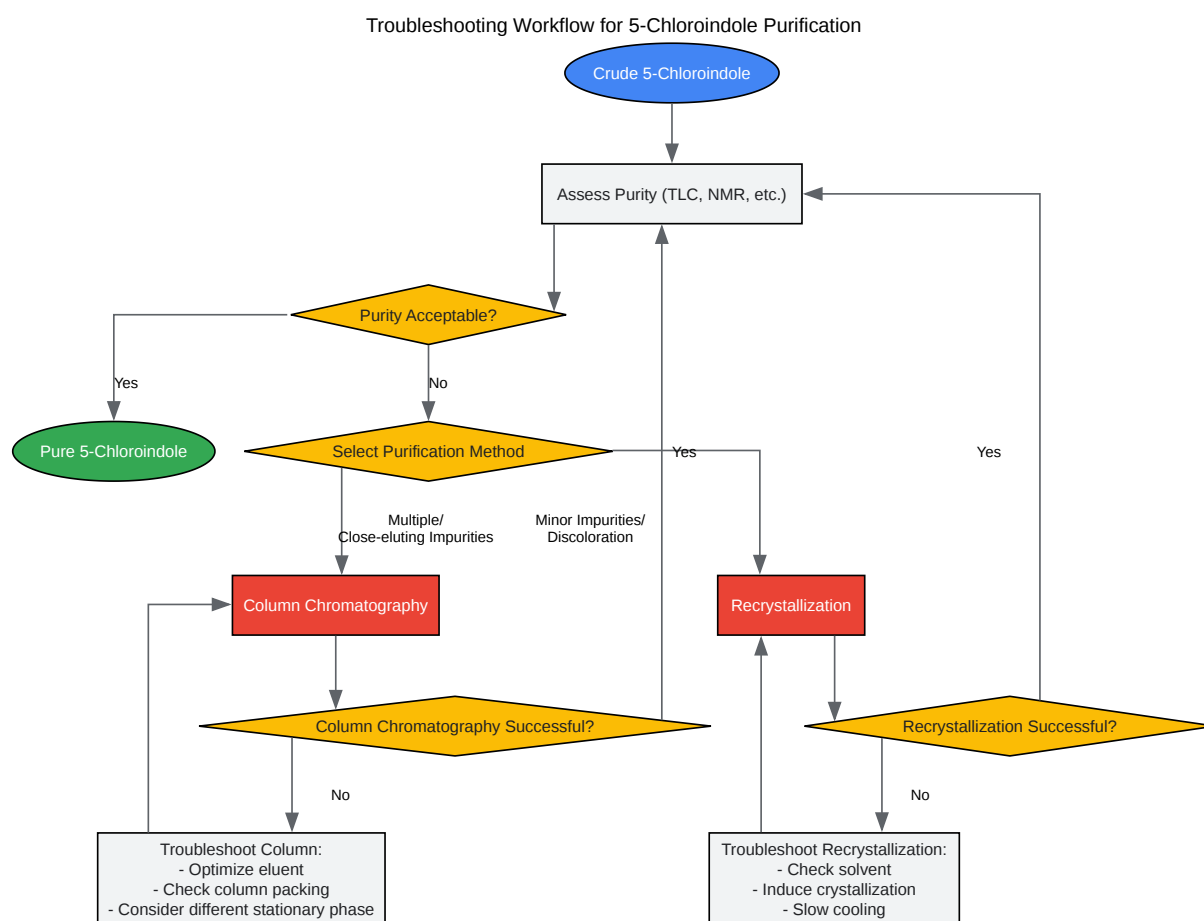 Troubleshooting Workflow for 5-Chloroindole Purification
Crude 5-Chloroindole
Assess Purity (TLC, NMR, etc.)
Purity Acceptable?
Yes
No
Pure 5-Chloroindole
Select Purification Method
Yes
Yes
Multiple/
Close-eluting Impurities
Minor Impurities/
Discoloration
Column Chromatography
Recrystallization
Column Chromatography Successful?
Recrystallization Successful?
No
No
Troubleshoot Column:
- Optimize eluent
- Check column packing
- Consider different stationary phase
Troubleshoot Recrystallization:
- Check solvent
- Induce crystallization
- Slow cooling